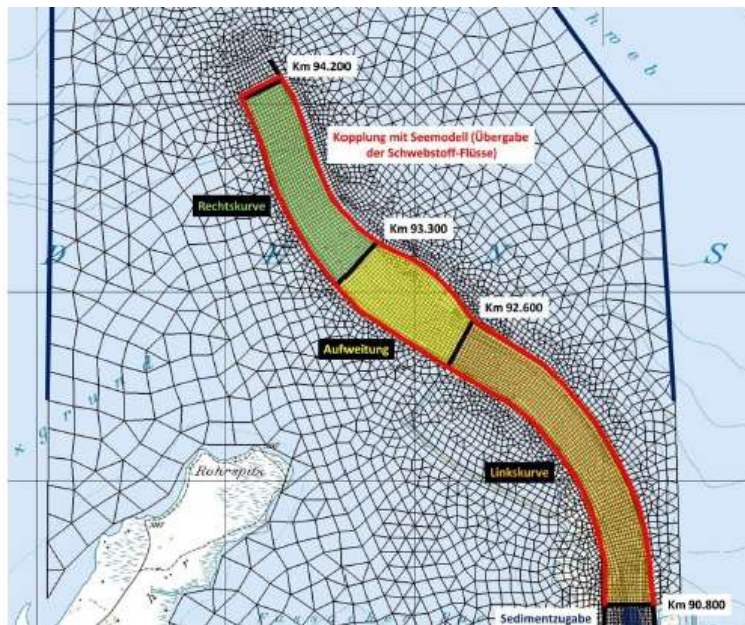 Km 94.200
Kopplung mit Seemodell (Übergabe
der Schwebstoff-Flüsse)
Rechtskurve
Km 93.300
S
Km 92.600
Aufweitung
Rohrspitz
Linkskurve
Km 90.800
Sedimentzugabe